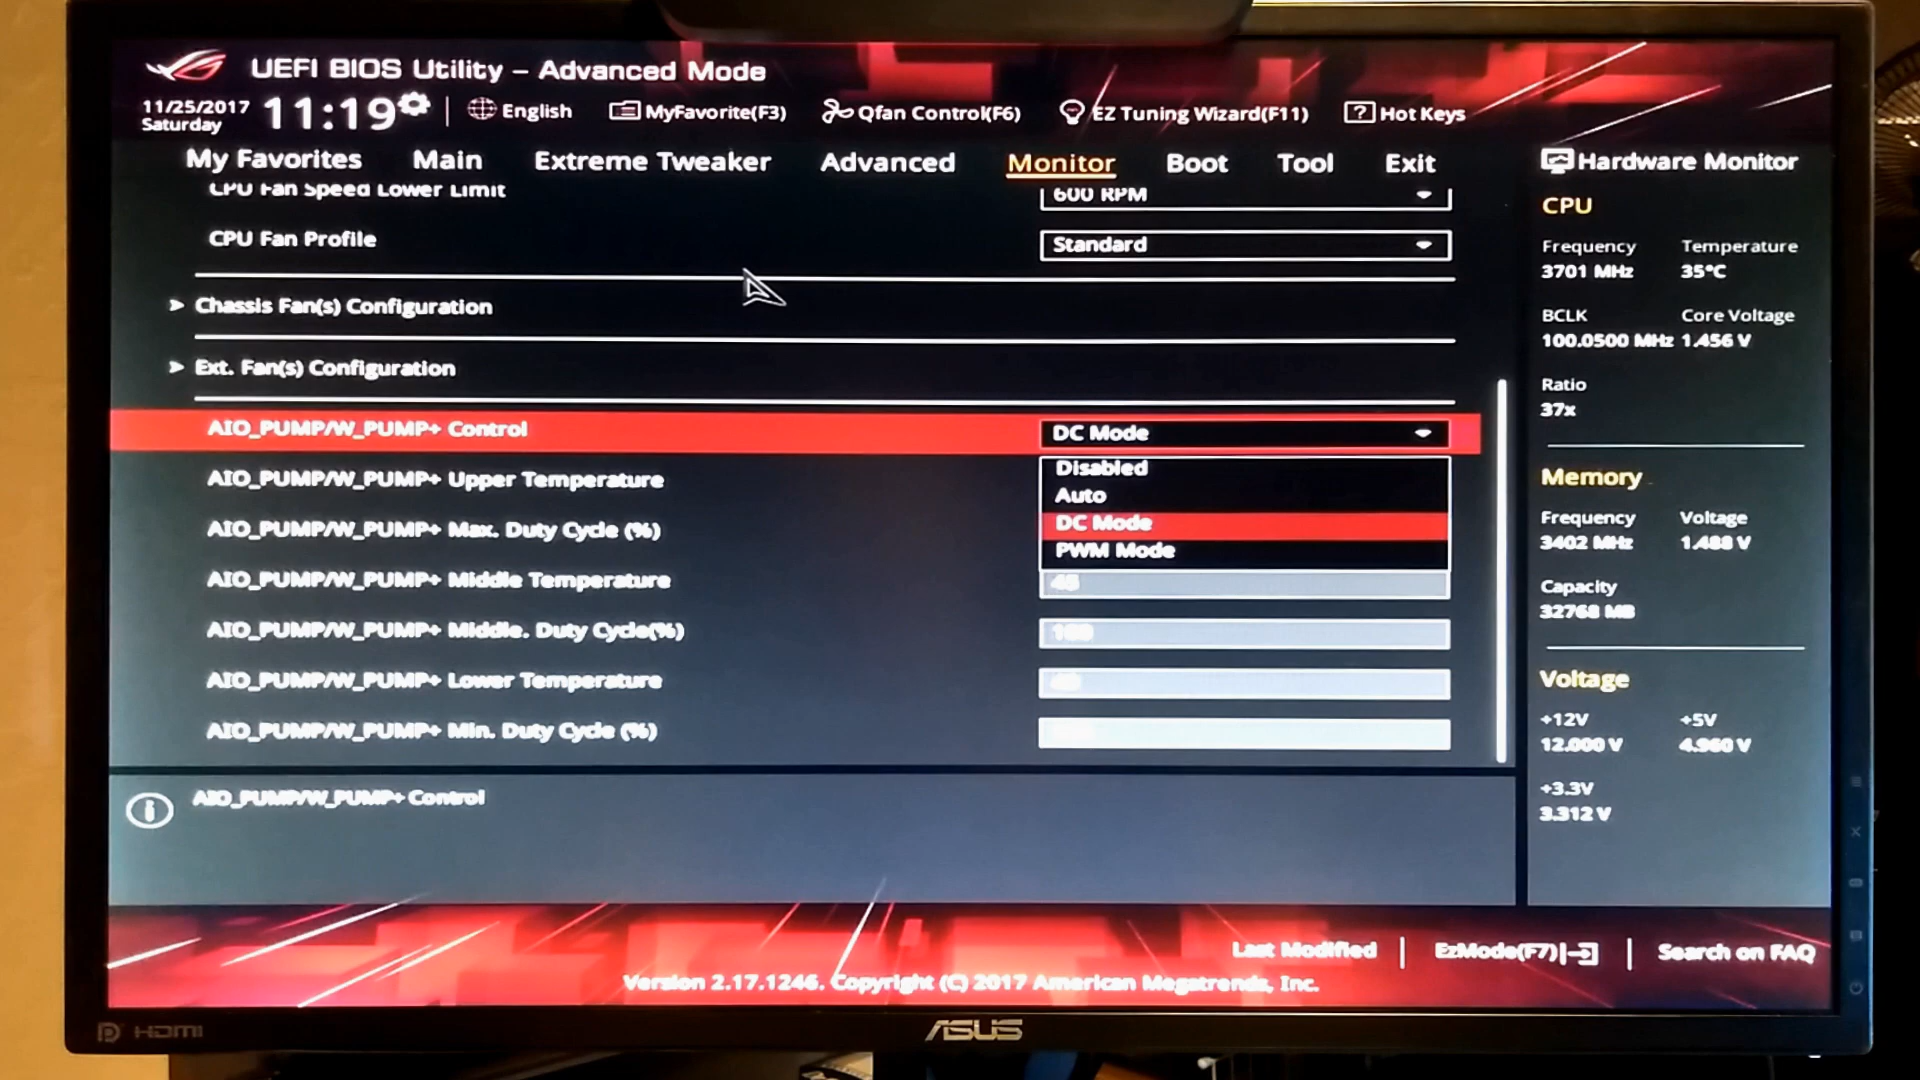 UEFI BIOS Utility – Advanced Mode
11/25/2017
Saturday
11:19
English
MyFavorite(F3)
Qfan Control(F6)
EZ Tuning Wizard(F11)
? Hot Keys
My Favorites
Main
Extreme Tweaker
Advanced
Monitor
Boot
Tool
Exit
CPU Fan Speed Lower Limit
600 RPM
CPU Fan Profile
Standard
Chassis Fan(s) Configuration
Ext. Fan(s) Configuration
AIO_PUMP/W_PUMP+ Control
DC Mode
Disabled
Auto
DC Mode
PWM Mode
AIO_PUMP/W_PUMP+ Upper Temperature
AIO_PUMP/W_PUMP+ Max. Duty Cycle (%)
AIO_PUMP/W_PUMP+ Middle Temperature
45
AIO_PUMP/W_PUMP+ Middle. Duty Cycle(%)
100
AIO_PUMP/W_PUMP+ Lower Temperature
AIO_PUMP/W_PUMP+ Min. Duty Cycle (%)
AIO_PUMP/W_PUMP+ Control
Hardware Monitor
CPU
Frequency Temperature
3701 MHz 35°C
BCLK Core Voltage
100.0500 MHz 1.456 V
Ratio
37x
Memory
Frequency Voltage
3402 MHz 1.488 V
Capacity
32768 MB
Voltage
+12V +5V
12.000 V 4.960 V
+3.3V
3.312 V
Last Modified
EzMode(F7)
Search on FAQ
Version 2.17.1246. Copyright (C) 2017 American Megatrends, Inc.
HDMI
ASUS